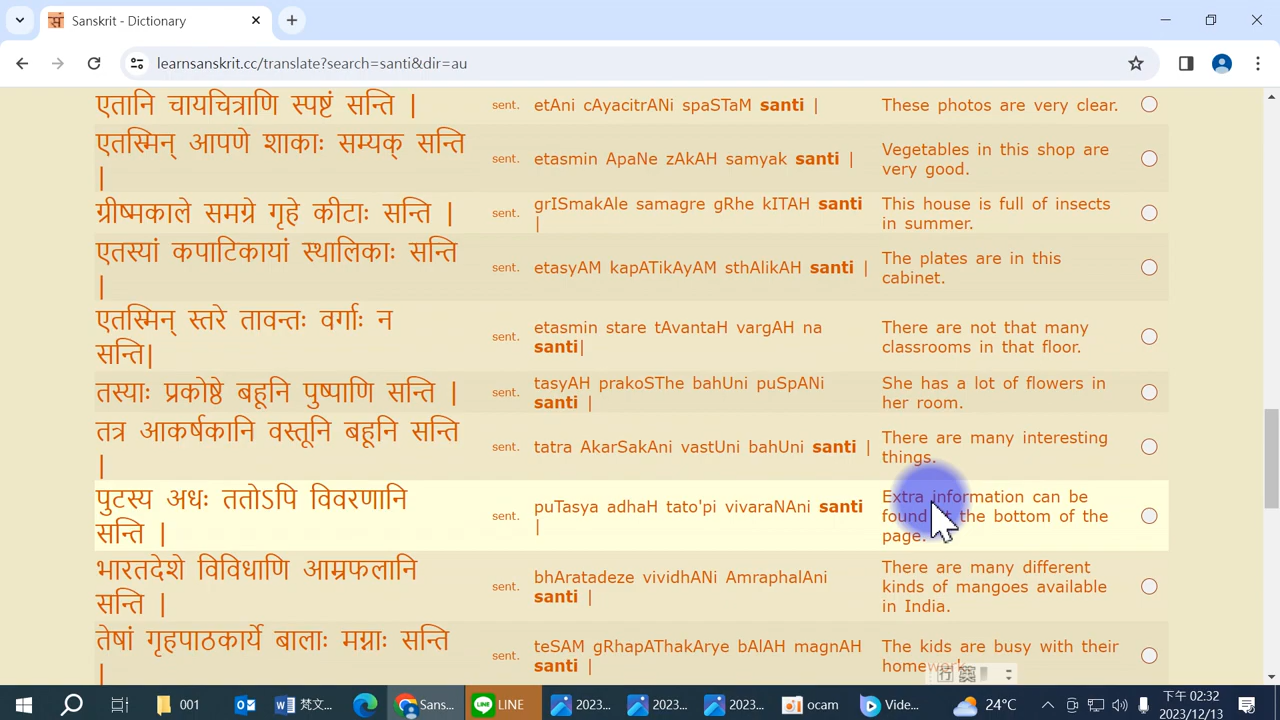 Sanskrit - Dictionary
learnsanskrit.cc/translate?search=santi&dir=au
एतानि चायचित्राणि स्पष्टं सन्ति |
sent.
etAni cAyacitrANi spaSTaM santi |
These photos are very clear.
एतस्मिन् आपणे शाकाः सम्यक् सन्ति
|
sent.
etasmin ApaNe zAkAH samyak santi |
Vegetables in this shop are
very good.
ग्रीष्मकाले समग्रे गृहे कीटाः सन्ति |
sent.
grISmakAle samagre gRhe kITAH santi
|
This house is full of insects
in summer.
एतस्यां कपाटिकायां स्थालिकाः सन्ति
|
sent.
etasyAM kapATikAyAM sthAlikAH santi |
The plates are in this
cabinet.
एतस्मिन् स्तरे तावन्तः वर्गाः न
सन्ति|
sent.
etasmin stare tAvantaH vargAH na
santi|
There are not that many
classrooms in that floor.
तस्याः प्रकोष्ठे बहूनि पुष्पाणि सन्ति |
sent.
tasyAH prakoSThe bahUni puSpANi
santi |
She has a lot of flowers in
her room.
तत्र आकर्षकानि वस्तूनि बहूनि सन्ति
|
sent.
tatra AkarSakAni vastUni bahUni santi |
There are many interesting
things.
पुटस्य अधः ततोऽपि विवरणानि
सन्ति |
sent.
puTasya adhaH tato'pi vivaraNAni santi
|
Extra information can be
found at the bottom of the
page.
भारतदेशे विविधाणि आम्रफलानि
सन्ति |
sent.
bhAratadeze vividhANi AmraphalAni
santi |
There are many different
kinds of mangoes available
in India.
तेषां गृहपाठकार्ये बालाः मग्नाः सन्ति
|
sent.
teSAM gRhapAThakArye bAlAH magnAH
santi |
The kids are busy with their
homework.
001
梵文...
Sans...
LINE
2023...
2023...
2023...
ocam
Vide...
24°C
下午 02:32
2023/12/13